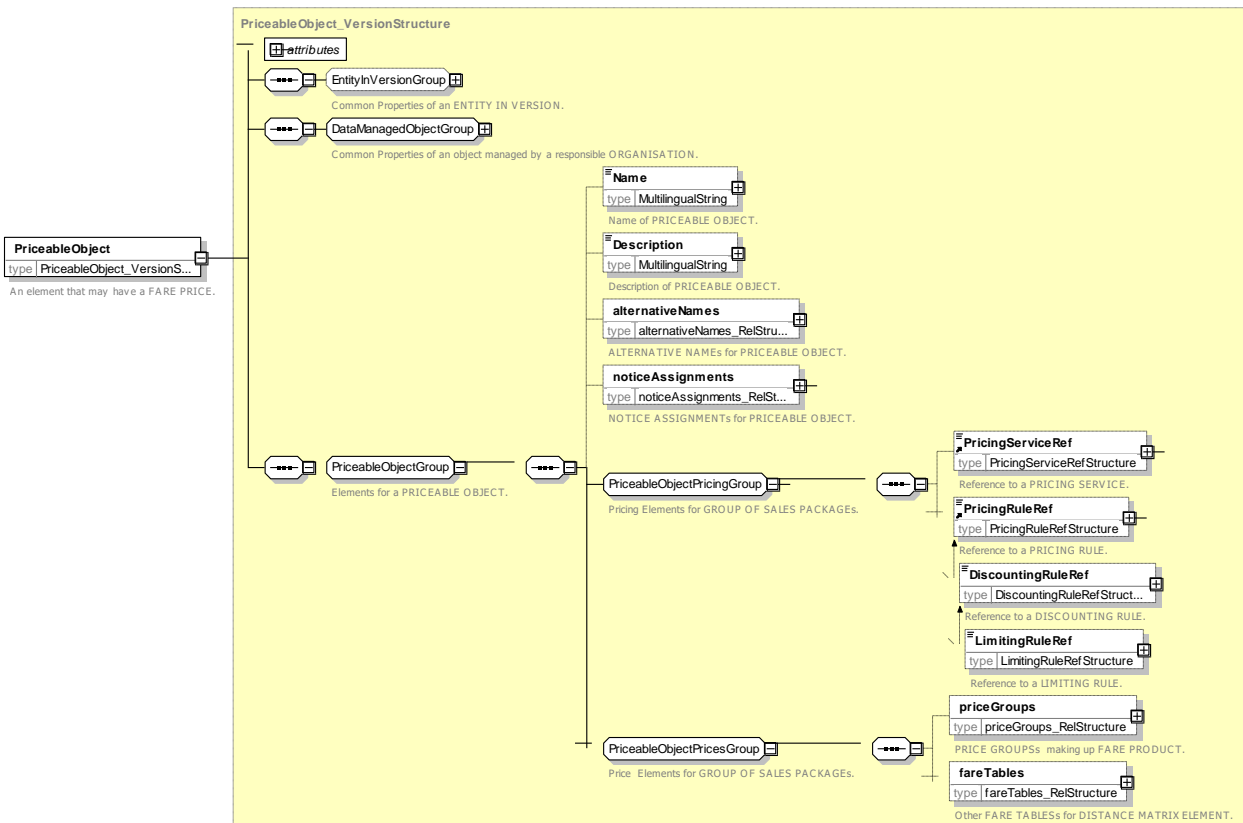 PriceableObject_VersionStructure
attributes
EntityInVersionGroup
Common Properties of an ENTITY IN VERSION.
DataManagedObjectGroup
Common Properties of an object managed by a responsible ORGANISATION.
Name
type MultilingualString
Name of PRICEABLE OBJECT.
PriceableObject
type PriceableObject_VersionS...
An element that may have a FARE PRICE.
Description
type MultilingualString
Description of PRICEABLE OBJECT.
alternativeNames
type alternativeNames_RelStru...
ALTERNATIVE NAMEs for PRICEABLE OBJECT.
noticeAssignments
type noticeAssignments_RelSt...
NOTICE ASSIGNMENTs for PRICEABLE OBJECT.
PriceableObjectGroup
Elements for a PRICEABLE OBJECT.
PriceableObjectPricingGroup
Pricing Elements for GROUP OF SALES PACKAGEs.
PricingServiceRef
type PricingServiceRefStructure
Reference to a PRICING SERVICE.
PricingRuleRef
type PricingRuleRefStructure
Reference to a PRICING RULE.
DiscountingRuleRef
type DiscountingRuleRefStruct...
Reference to a DISCOUNTING RULE.
LimitingRuleRef
type LimitingRuleRefStructure
Reference to a LIMITING RULE.
PriceableObjectPricesGroup
Price Elements for GROUP OF SALES PACKAGEs.
priceGroups
type priceGroups_RelStructure
PRICE GROUPSs making up FARE PRODUCT.
fareTables
type fareTables_RelStructure
Other FARE TABLESs for DISTANCE MATRIX ELEMENT.